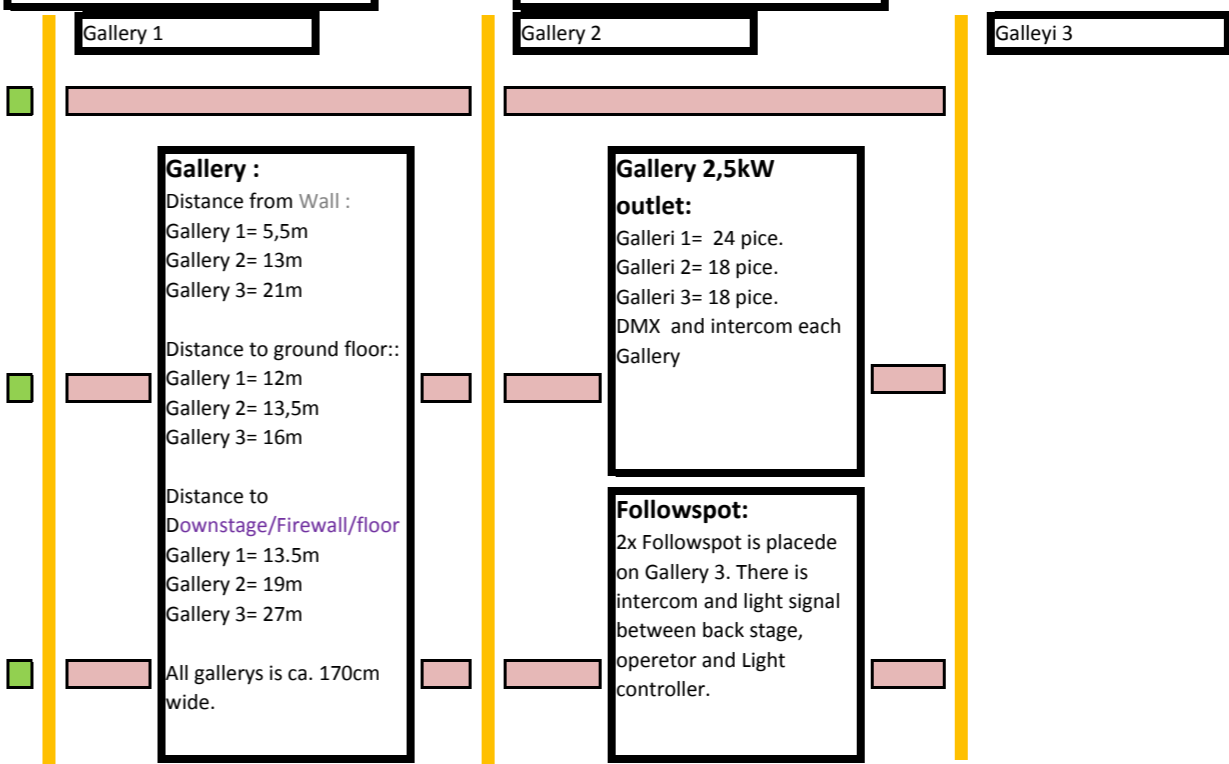 Gallery 1
Gallery 2
Galleyi 3
Gallery :
Distance from Wall :
Gallery 1= 5,5m
Gallery 2= 13m
Gallery 3= 21m
Distance to ground floor::
Gallery 1= 12m
Gallery 2= 13,5m
Gallery 3= 16m
Distance to
Downstage/Firewall/floor
Gallery 1= 13.5m
Gallery 2= 19m
Gallery 3= 27m
All gallerys is ca. 170cm
wide.
Gallery 2,5kW
outlet:
Galleri 1=  24 pice.
Galleri 2= 18 pice.
Galleri 3= 18 pice.
DMX  and intercom each
Gallery
Followspot:
2x Followspot is placede
on Gallery 3. There is
intercom and light signal
between back stage,
operetor and Light
controller.